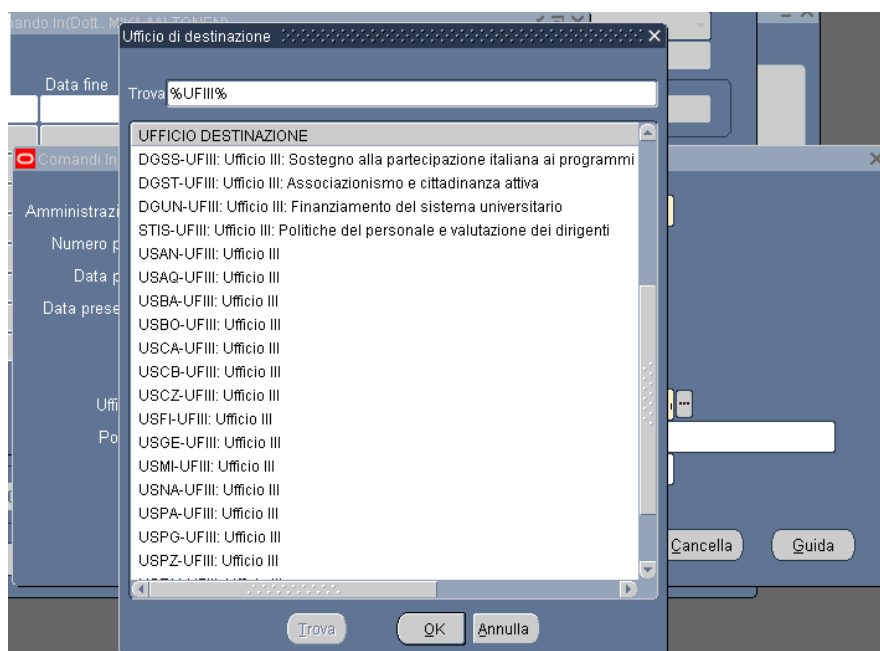 Ufficio di destinazione
Data fine
Trova %UFIII%
UFFICIO DESTINAZIONE
DGSS-UFIII: Ufficio III: Sostegno alla partecipazione italiana ai programmi
DGST-UFIII: Ufficio III: Associazionismo e cittadinanza attiva
DGUN-UFIII: Ufficio III: Finanziamento del sistema universitario
STIS-UFIII: Ufficio III: Politiche del personale e valutazione dei dirigenti
USAN-UFIII: Ufficio III
USAQ-UFIII: Ufficio III
USBA-UFIII: Ufficio III
USBO-UFIII: Ufficio III
USCA-UFIII: Ufficio III
USCB-UFIII: Ufficio III
USCZ-UFIII: Ufficio III
USFI-UFIII: Ufficio III
USGE-UFIII: Ufficio III
USMI-UFIII: Ufficio III
USNA-UFIII: Ufficio III
USPA-UFIII: Ufficio III
USPG-UFIII: Ufficio III
USPZ-UFIII: Ufficio III
Comandi In
Amministrazi
Numero p
Data p
Data prese
Uffi
Po
Cancella
Guida
Trova
OK
Annulla